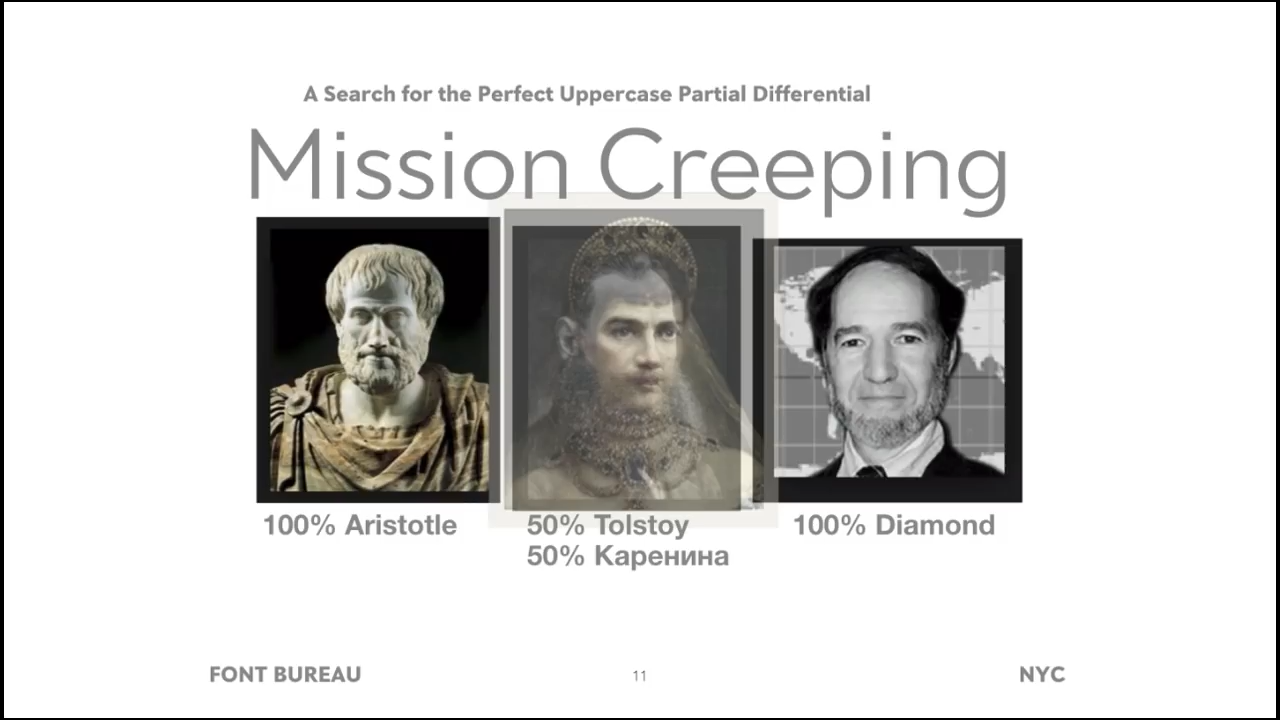 A Search for the Perfect Uppercase Partial Differential
Mission Creeping
100% Aristotle
50% Tolstoy
50% Каренина
100% Diamond
FONT BUREAU
11
NYC